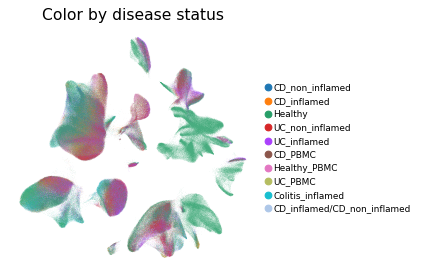 Color by disease status
CD_non_inflamed
CD_inflamed
Healthy
UC_non_inflamed
UC_inflamed
CD_PBMC
Healthy_PBMC
UC_PBMC
Colitis_inflamed
CD_inflamed/CD_non_inflamed